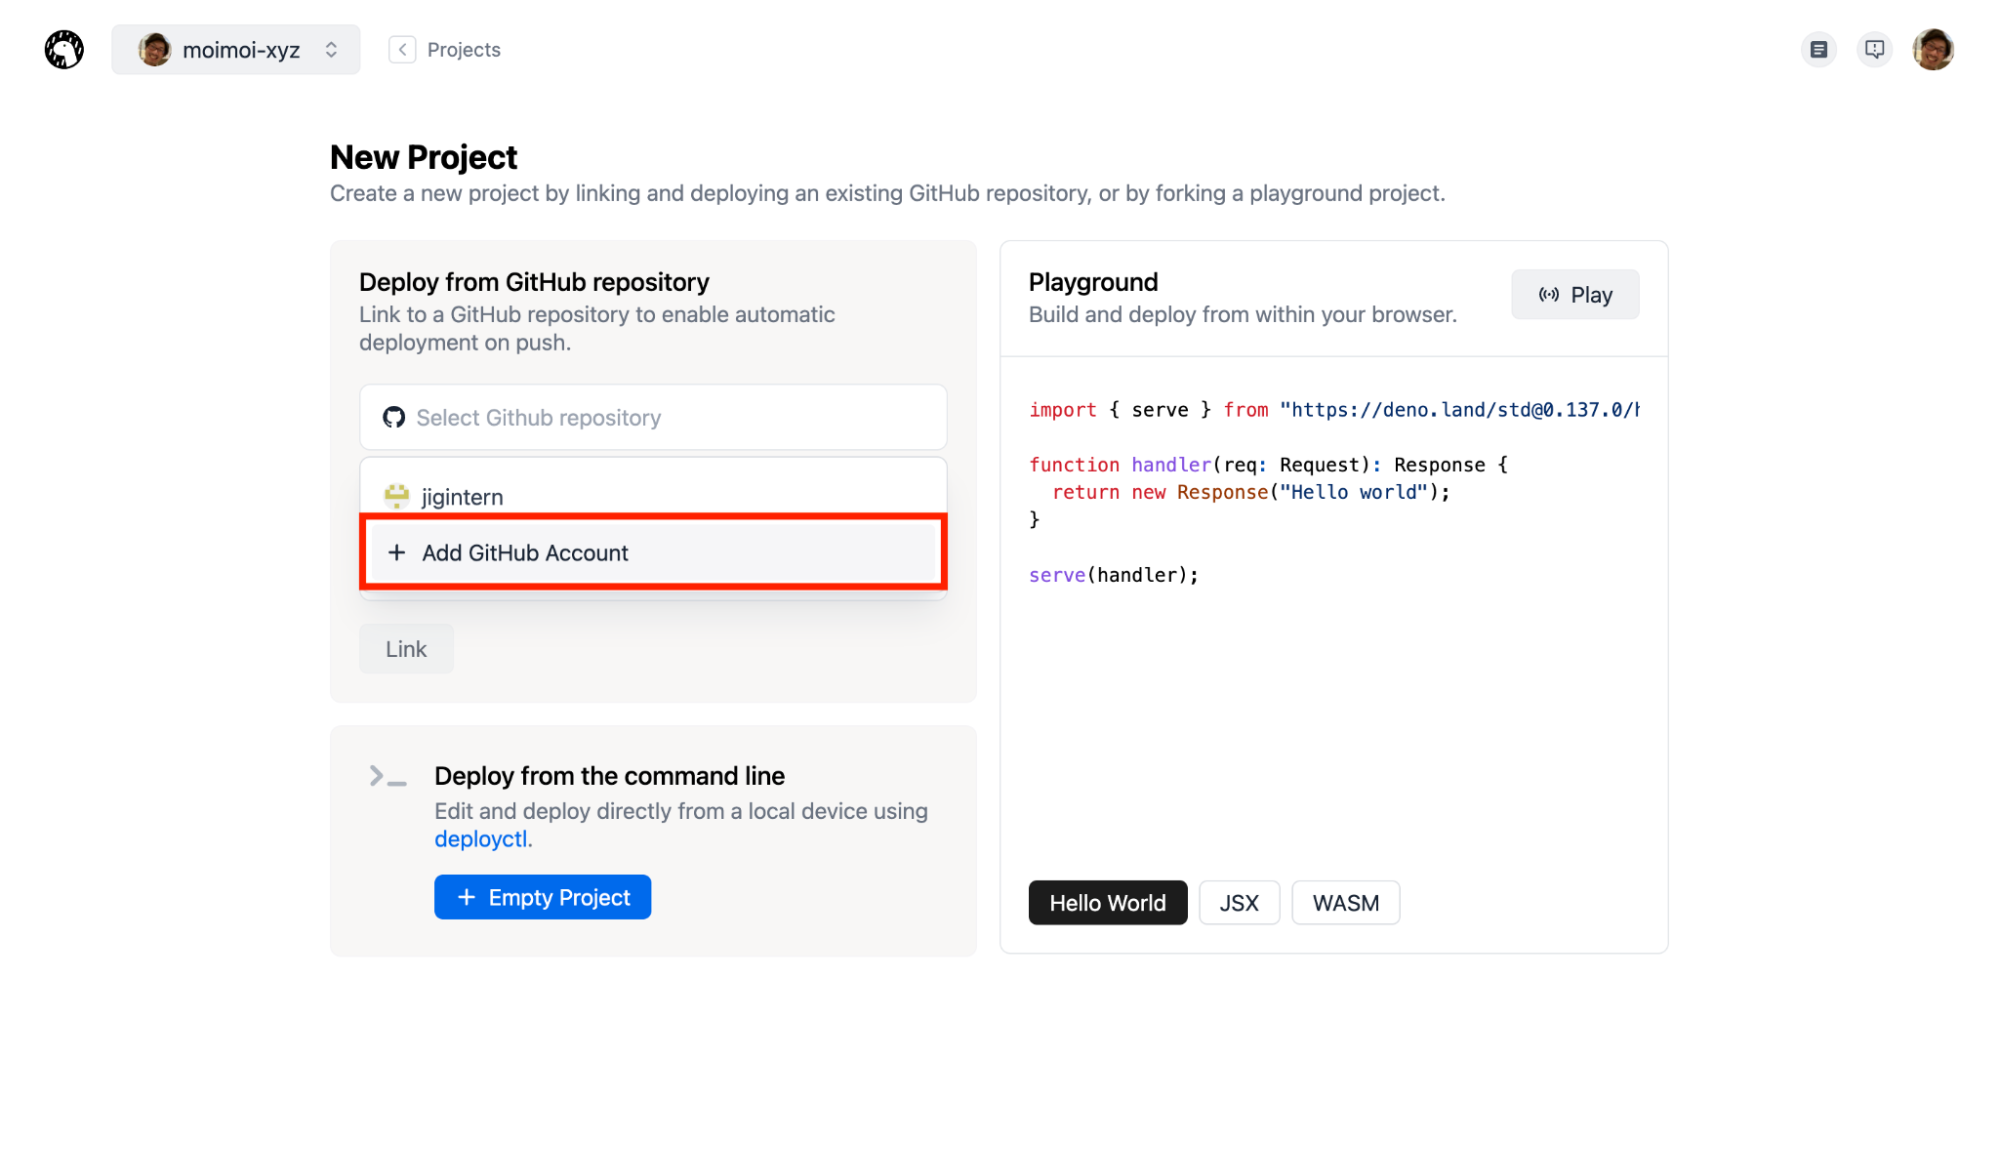 moimoi-xyz
Projects
New Project
Create a new project by linking and deploying an existing GitHub repository, or by forking a playground project.
Deploy from GitHub repository
Link to a GitHub repository to enable automatic
deployment on push.
Select Github repository
jigintern
+ Add GitHub Account
Link
Deploy from the command line
Edit and deploy directly from a local device using
deployctl.
+ Empty Project
Playground
Build and deploy from within your browser.
Play
import { serve } from "https://deno.land/std@0.137.0/h
function handler(req: Request): Response {
  return new Response("Hello world");
}
serve(handler);
Hello World
JSX
WASM